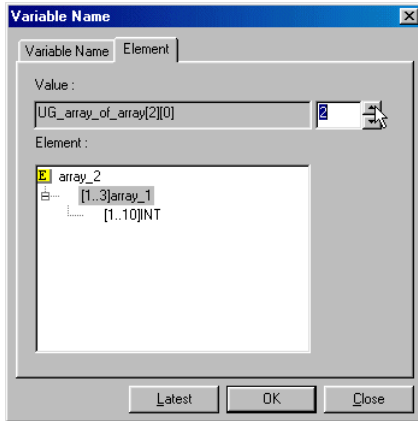 Variable Name
Variable Name Element
Value :
UG_array_of_array[2][0] 2
Element :
E array_2
[1..3]array_1
[1..10]INT
Latest OK Close